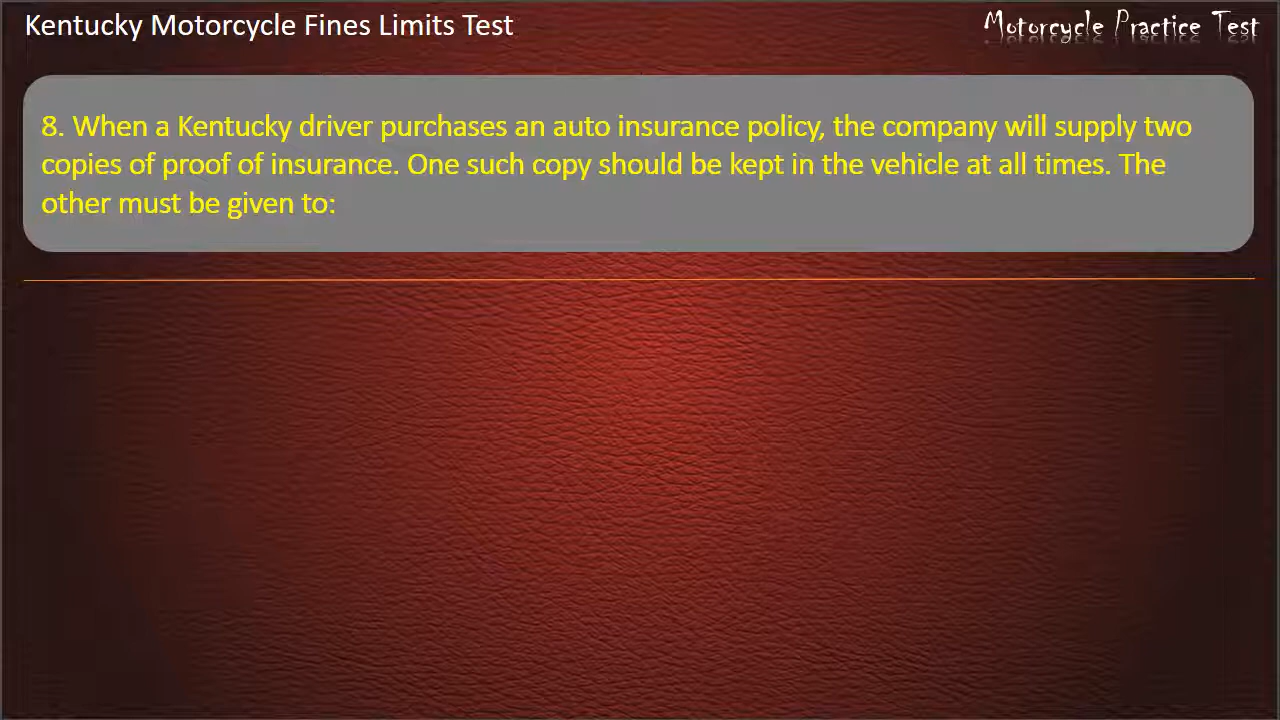 Kentucky Motorcycle Fines Limits Test
Motorcycle Practice Test
8. When a Kentucky driver purchases an auto insurance policy, the company will supply two
copies of proof of insurance. One such copy should be kept in the vehicle at all times. The
other must be given to: